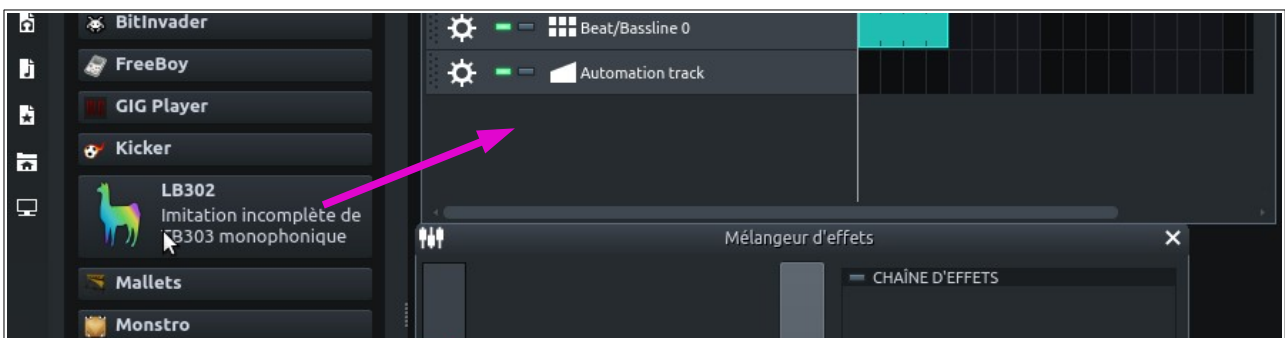 BitInvader
FreeBoy
GIG Player
Kicker
LB302
Imitation incomplète de
TB303 monophonique
Mallets
Monstro
Beat/Bassline 0
Automation track
Mélangeur d'effets
CHAÎNE D'EFFETS